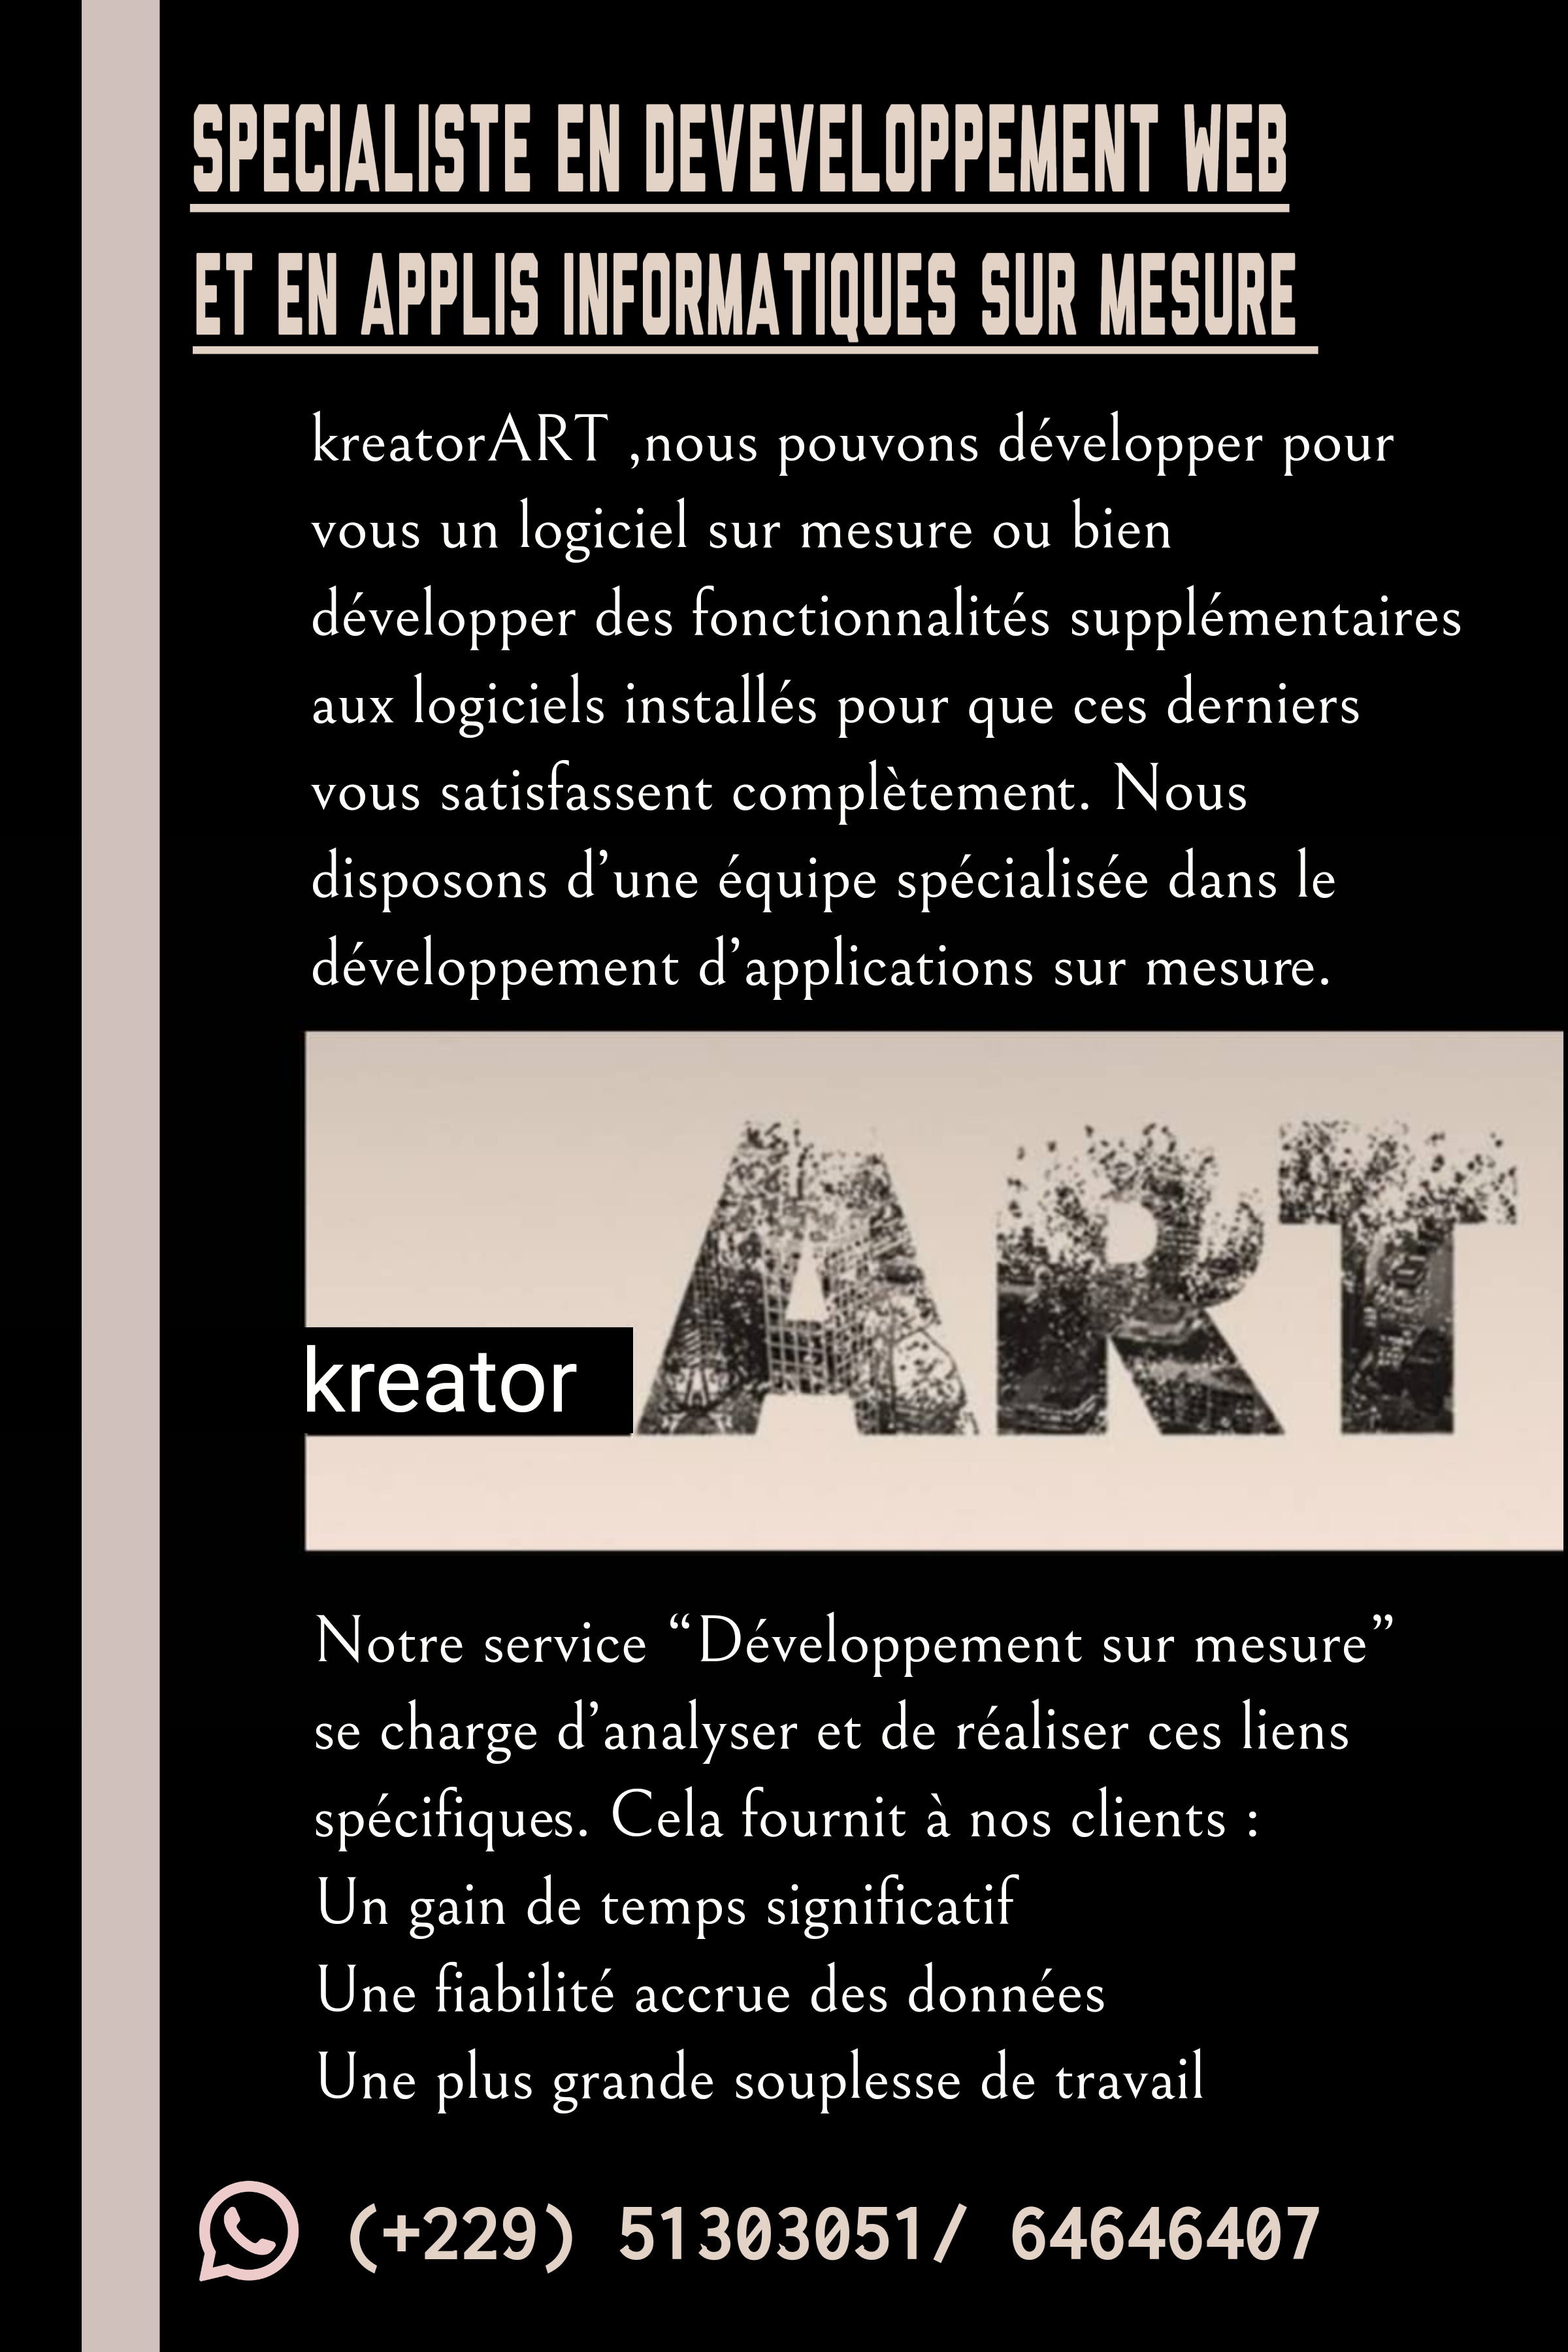 SPECIALISTE EN DEVEVELOPPEMENT WEB
ET EN APPLIS INFORMATIQUES SUR MESURE
kreatorART ,nous pouvons développer pour
vous un logiciel sur mesure ou bien
développer des fonctionnalités supplémentaires
aux logiciels installés pour que ces derniers
vous satisfassent complètement. Nous
disposons d’une équipe spécialisée dans le
développement d’applications sur mesure.
kreator ART
Notre service “Développement sur mesure”
se charge d’analyser et de réaliser ces liens
spécifiques. Cela fournit à nos clients :
Un gain de temps significatif
Une fiabilité accrue des données
Une plus grande souplesse de travail
(+229) 51303051/ 64646407